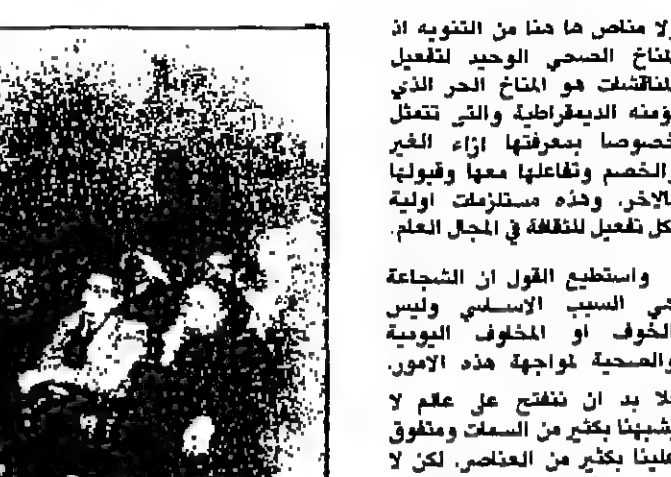 ولا مناص ها هنا من التنويه اذ
المناخ الصحي الوحيد لتفعيل
المناقشات هو المناخ الحر الذي
تؤمنه الديمقراطية والتي تتمثل
خصوصا بمعرفتها ازاء الغير
والخصم وتفاعلها معها وقبولها
بالاخر. وهذه مستلزمات اولية
لكل تفعيل للثقافة في المجال العام.
واستطيع القول ان الشجاعة
هي السبب الاساسي وليس
الخوف او المخاوف اليومية
والصحية لمواجهة هذه الامور.
فلا بد ان ننفتح على عالم لا
يشبهنا بكثير من السمات ومتفوق
علينا بكثير من العناصر. لكن لا